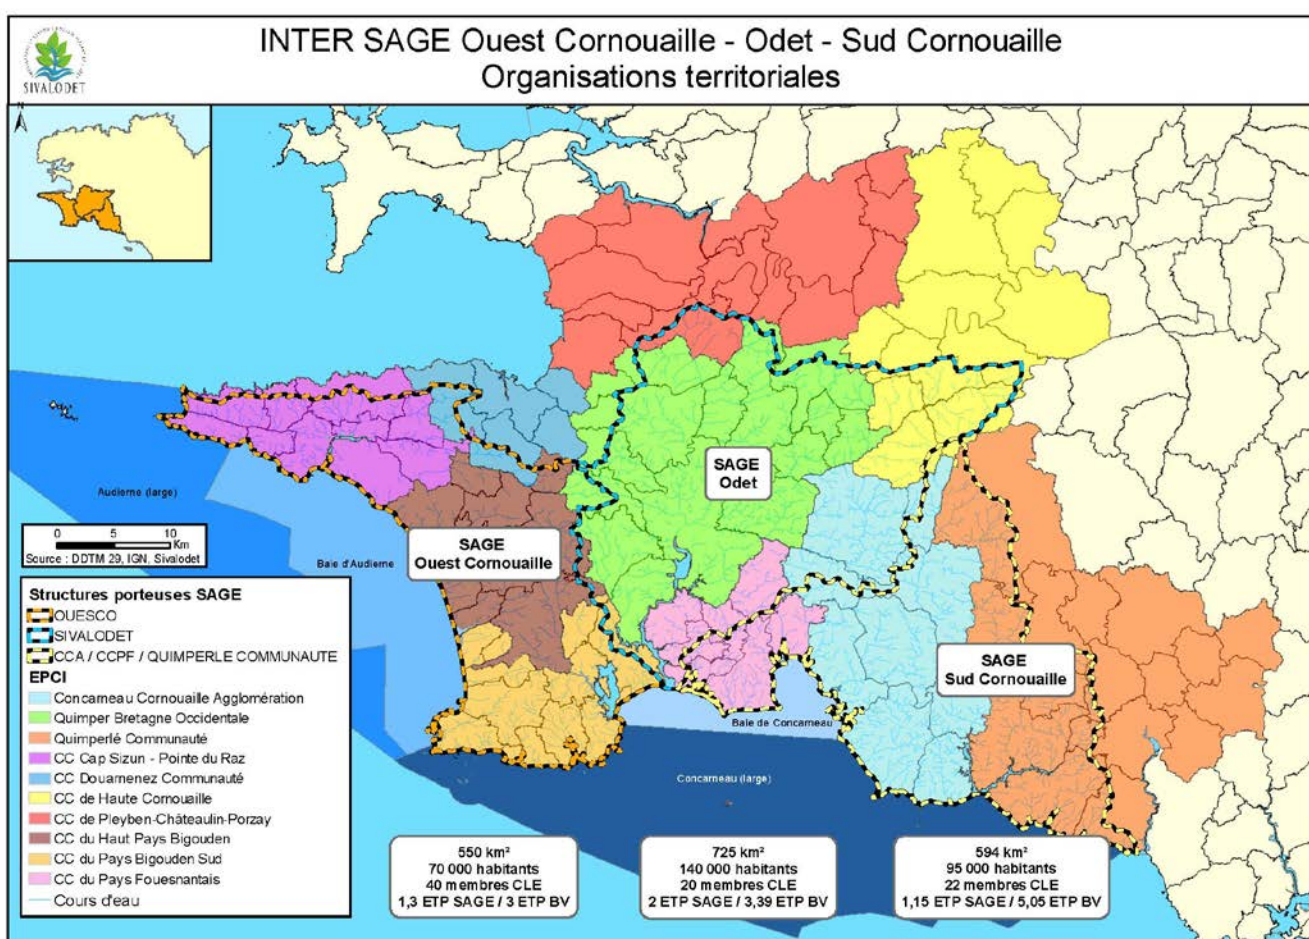 INTER SAGE Ouest Cornouaille - Odet - Sud Cornouaille
Organisations territoriales
SIVALODET
N
SAGE
Odet
Audierne (large)
0 5 10
Km
Source : DDTM 29, IGN, Sivalodet
SAGE
Ouest Cornouaille
Baie d'Audierne
Structures porteuses SAGE
OUESCO
SIVALODET
CCA / CCPF / QUIMPERLE COMMUNAUTE
EPCI
Concarneau Cornouaille Agglomération
Quimper Bretagne Occidentale
Quimperlé Communauté
CC Cap Sizun - Pointe du Raz
CC Douarnenez Communauté
CC de Haute Cornouaille
CC de Pleyben-Châteaulin-Porzay
CC du Haut Pays Bigouden
CC du Pays Bigouden Sud
CC du Pays Fouesnantais
Cours d'eau
SAGE
Sud Cornouaille
Baie de Concarneau
Concarneau (large)
550 km²
70 000 habitants
40 membres CLE
1,3 ETP SAGE / 3 ETP BV
725 km²
140 000 habitants
20 membres CLE
2 ETP SAGE / 3,39 ETP BV
594 km²
95 000 habitants
22 membres CLE
1,15 ETP SAGE / 5,05 ETP BV